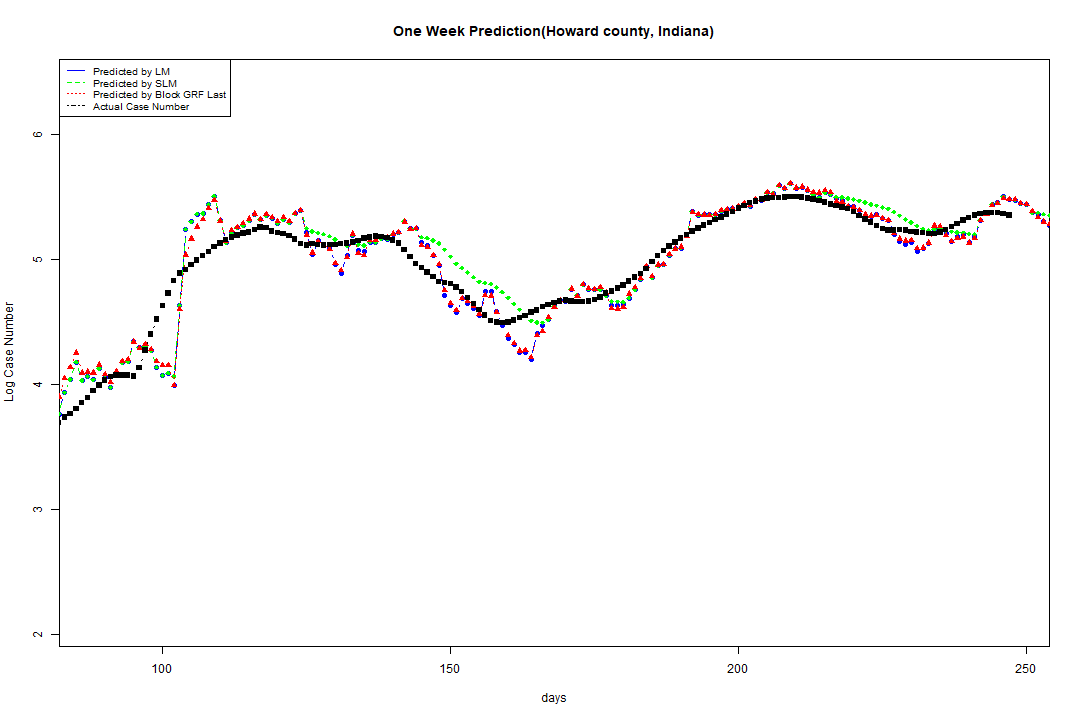 One Week Prediction(Howard county, Indiana)
Predicted by LM
Predicted by SLM
Predicted by Block GRF Last
Actual Case Number
6
5
4
3
2
Log Case Number
100 150 200 250
days